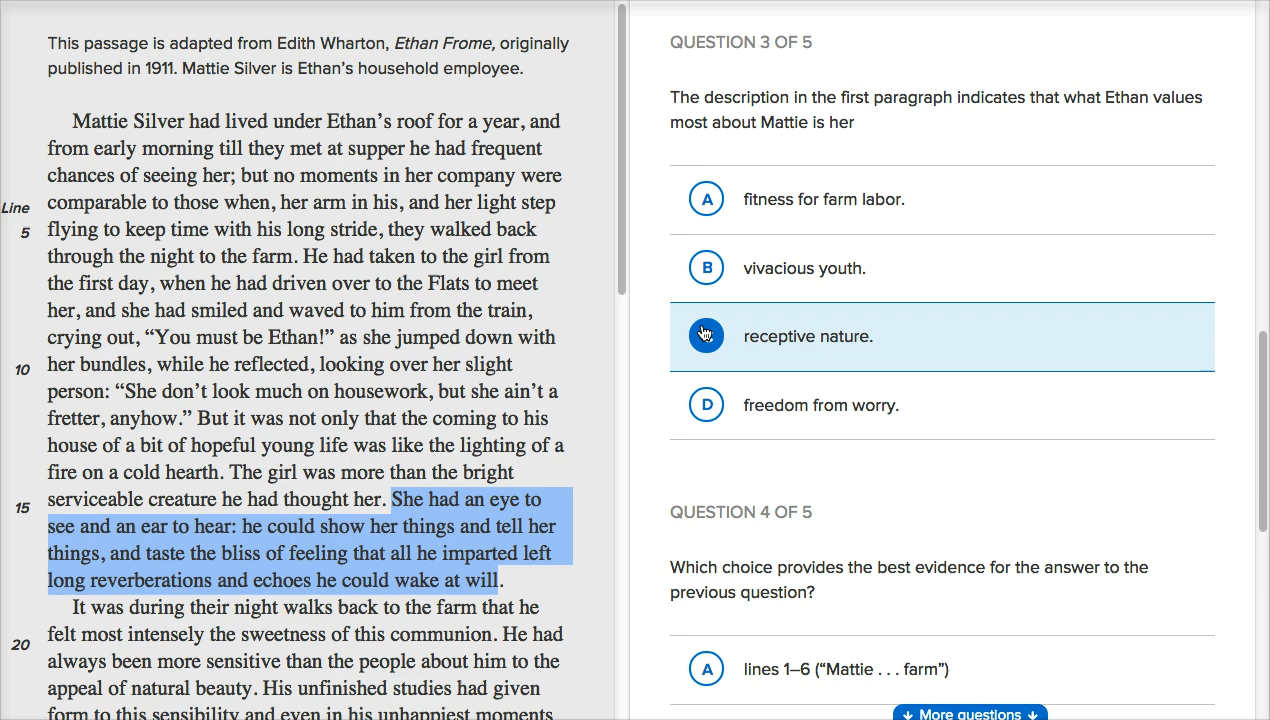 This passage is adapted from Edith Wharton, Ethan Frome, originally
published in 1911. Mattie Silver is Ethan’s household employee.
Mattie Silver had lived under Ethan’s roof for a year, and
from early morning till they met at supper he had frequent
chances of seeing her; but no moments in her company were
Line comparable to those when, her arm in his, and her light step
5 flying to keep time with his long stride, they walked back
through the night to the farm. He had taken to the girl from
the first day, when he had driven over to the Flats to meet
her, and she had smiled and waved to him from the train,
crying out, “You must be Ethan!” as she jumped down with
10 her bundles, while he reflected, looking over her slight
person: “She don’t look much on housework, but she ain’t a
fretter, anyhow.” But it was not only that the coming to his
house of a bit of hopeful young life was like the lighting of a
fire on a cold hearth. The girl was more than the bright
15 serviceable creature he had thought her. She had an eye to
see and an ear to hear: he could show her things and tell her
things, and taste the bliss of feeling that all he imparted left
long reverberations and echoes he could wake at will.
It was during their night walks back to the farm that he
20 felt most intensely the sweetness of this communion. He had
always been more sensitive than the people about him to the
appeal of natural beauty. His unfinished studies had given
form to this sensibility and even in his unhappiest moments
QUESTION 3 OF 5
The description in the first paragraph indicates that what Ethan values
most about Mattie is her
A fitness for farm labor.
B vivacious youth.
receptive nature.
D freedom from worry.
QUESTION 4 OF 5
Which choice provides the best evidence for the answer to the
previous question?
A lines 1–6 (“Mattie . . . farm”)
↓ More questions ↓